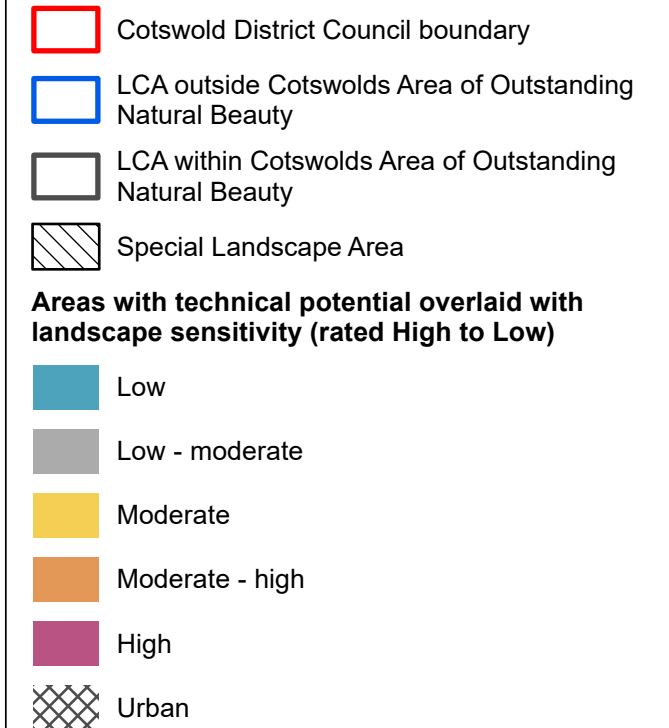 Cotswold District Council boundary
LCA outside Cotswolds Area of Outstanding
Natural Beauty
LCA within Cotswolds Area of Outstanding
Natural Beauty
Special Landscape Area
Areas with technical potential overlaid with
landscape sensitivity (rated High to Low)
Low
Low - moderate
Moderate
Moderate - high
High
Urban